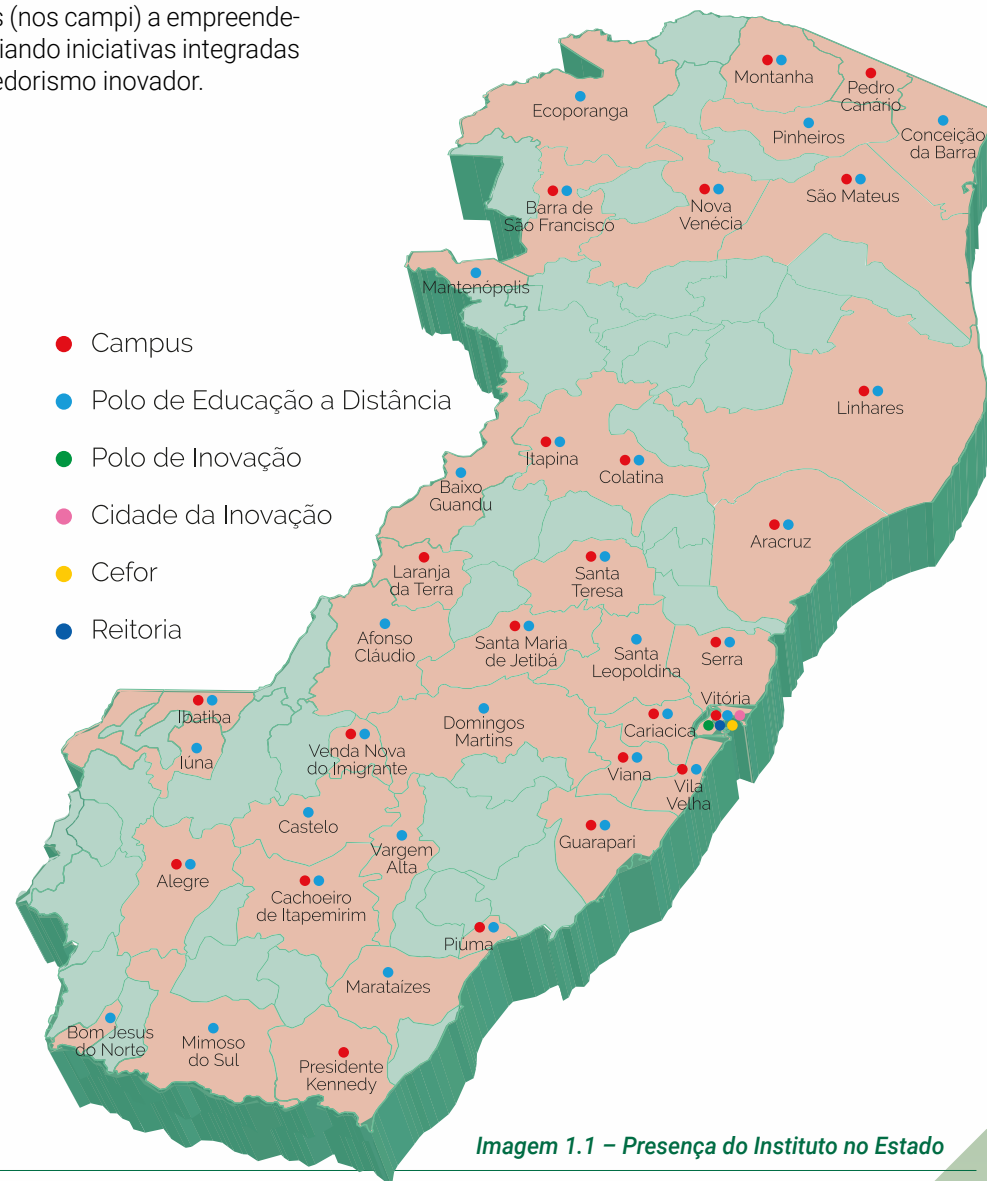 s (nos campi) a empreende-
iando iniciativas integradas
edorismo inovador.
Montanha
Pedro
Canário
Ecoporanga
Pinheiros
Conceição
da Barra
Barra de
São Francisco
Nova
Venécia
São Mateus
Mantenópolis
Campus
Polo de Educação a Distância
Polo de Inovação
Cidade da Inovação
Cefor
Reitoria
Linhares
Itapina
Colatina
Baixo
Guandu
Aracruz
Laranja
da Terra
Santa
Teresa
Afonso
Cláudio
Santa Maria
de Jetibá
Santa
Leopoldina
Serra
Vitória
Ibatiba
Iúna
Venda Nova
do Imigrante
Domingos
Martins
Cariacica
Viana
Vila
Velha
Castelo
Vargem
Alta
Guarapari
Alegre
Cachoeiro
de Itapemirim
Piúma
Marataízes
Bom Jesus
do Norte
Mimoso
do Sul
Presidente
Kennedy
Imagem 1.1 – Presença do Instituto no Estado